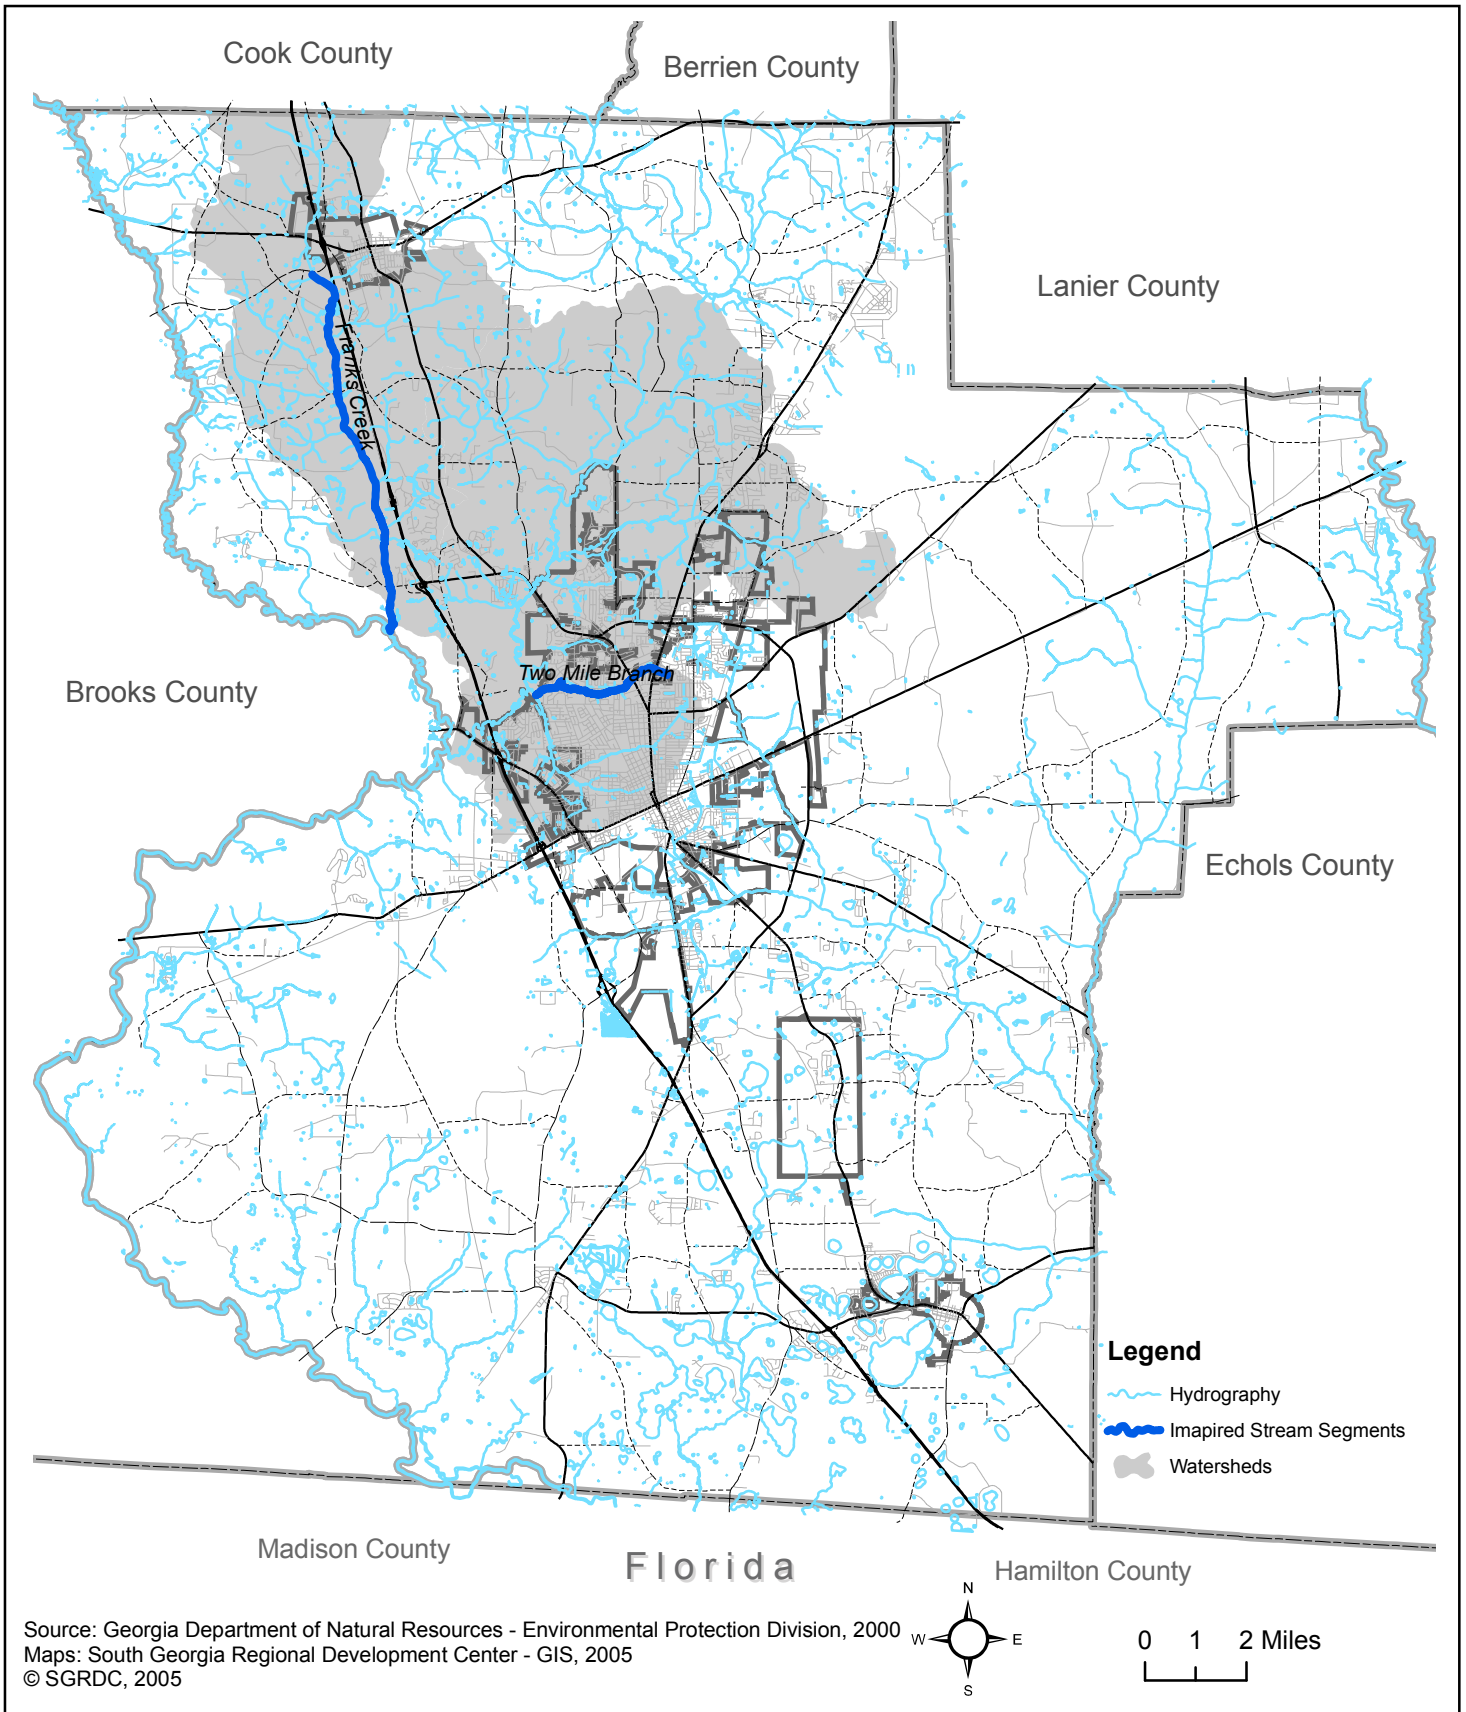 Cook County
Berrien County
Lanier County
Franks Creek
Two Mile Branch
Brooks County
Echols County
Legend
Hydrography
Imapired Stream Segments
Watersheds
Madison County
Florida
Hamilton County
N
W
E
S
Source: Georgia Department of Natural Resources - Environmental Protection Division, 2000
Maps: South Georgia Regional Development Center - GIS, 2005
© SGRDC, 2005
0 1 2 Miles